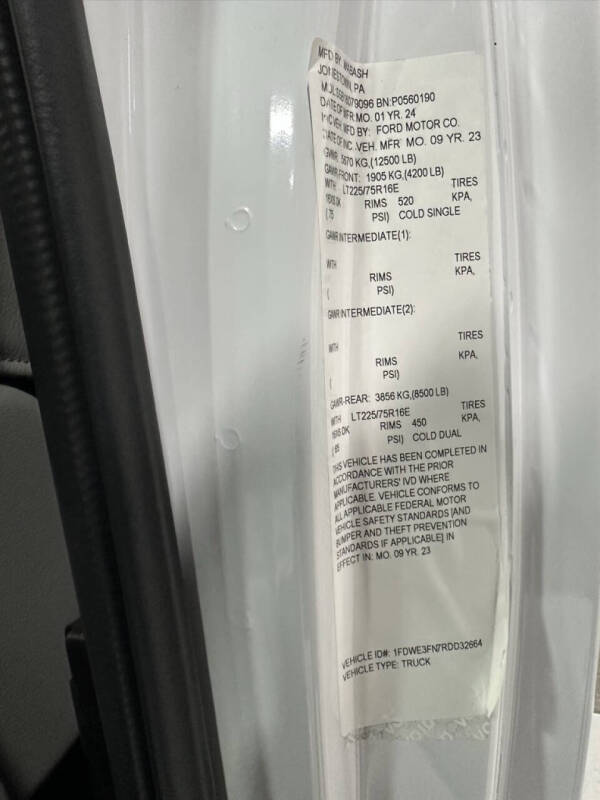 MFD BY WABASH
JONESTOWN, PA
BN:P0560190
DATE OF MFR. MO. 01 YR. 24
INC. VEH. MFD BY: FORD MOTOR CO.
DATE OF INC. VEH. MFR MO. 09 YR. 23
GVWR: 5670 KG,(12500 LB)
GAWR-FRONT: 1905 KG,(4200 LB)
WITH LT225/75R16E TIRES
RIMS 520 KPA,
( 75 PSI) COLD SINGLE
GAWR INTERMEDIATE(1):
WITH TIRES
RIMS KPA,
( PSI)
GAWR INTERMEDIATE(2):
WITH TIRES
RIMS KPA,
( PSI)
GAWR-REAR: 3856 KG,(8500 LB)
WITH LT225/75R16E TIRES
RIMS 450 KPA,
( 65 PSI) COLD DUAL
THIS VEHICLE HAS BEEN COMPLETED IN
ACCORDANCE WITH THE PRIOR
MANUFACTURERS' IVD WHERE
APPLICABLE. VEHICLE CONFORMS TO
ALL APPLICABLE FEDERAL MOTOR
VEHICLE SAFETY STANDARDS [AND
BUMPER AND THEFT PREVENTION
STANDARDS IF APPLICABLE] IN
EFFECT IN: MO. 09 YR. 23
VEHICLE ID#: 1FDWE3FN7RDD32664
VEHICLE TYPE: TRUCK